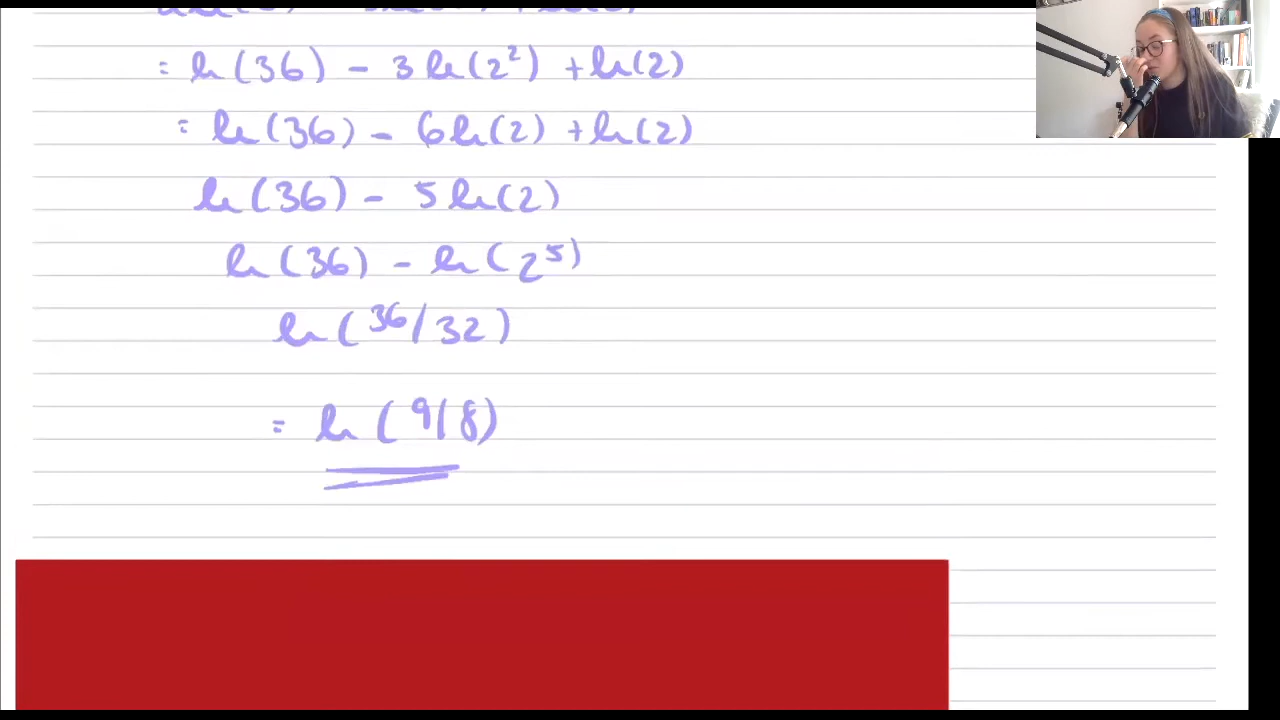 = ln(36) - 3ln(2²) + ln(2)
= ln(36) - 6ln(2) + ln(2)
ln(36) - 5ln(2)
ln(36) - ln(2⁵)
ln(36/32)
= ln(9/8)